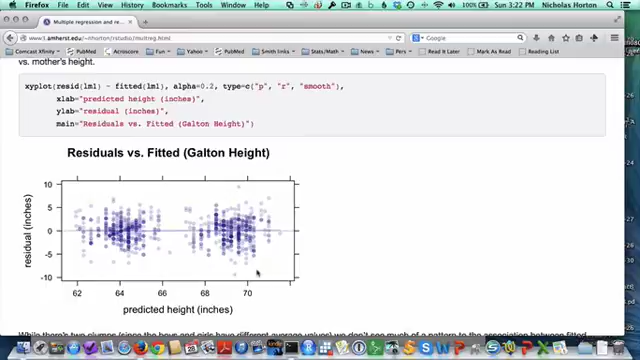 Firefox File Edit View History Bookmarks Tools Window Help
Nicholas Horton
Sun 3:22 PM
Multiple regression and re...
www.amherst.edu/~nhorton/rstudio/multreg.html
Google
Comcast Xfinity PubMed Acroscore Fun Smith links Stats/Math News Read It Later Mark As Read Reading List
vs. mother's height.
xyplot(resid(lm1) ~ fitted(lm1), alpha=0.2, type=c("p", "r", "smooth"),
xlab="predicted height (inches)",
ylab="residual (inches)",
main="Residuals vs. Fitted (Galton Height)")
Residuals vs. Fitted (Galton Height)
residual (inches)
10
5
0
-5
-10
62 64 66 68 70
predicted height (inches)
While there's two clumps (since the boys and girls have different average values) we don't see much of a pattern to the association between fitted